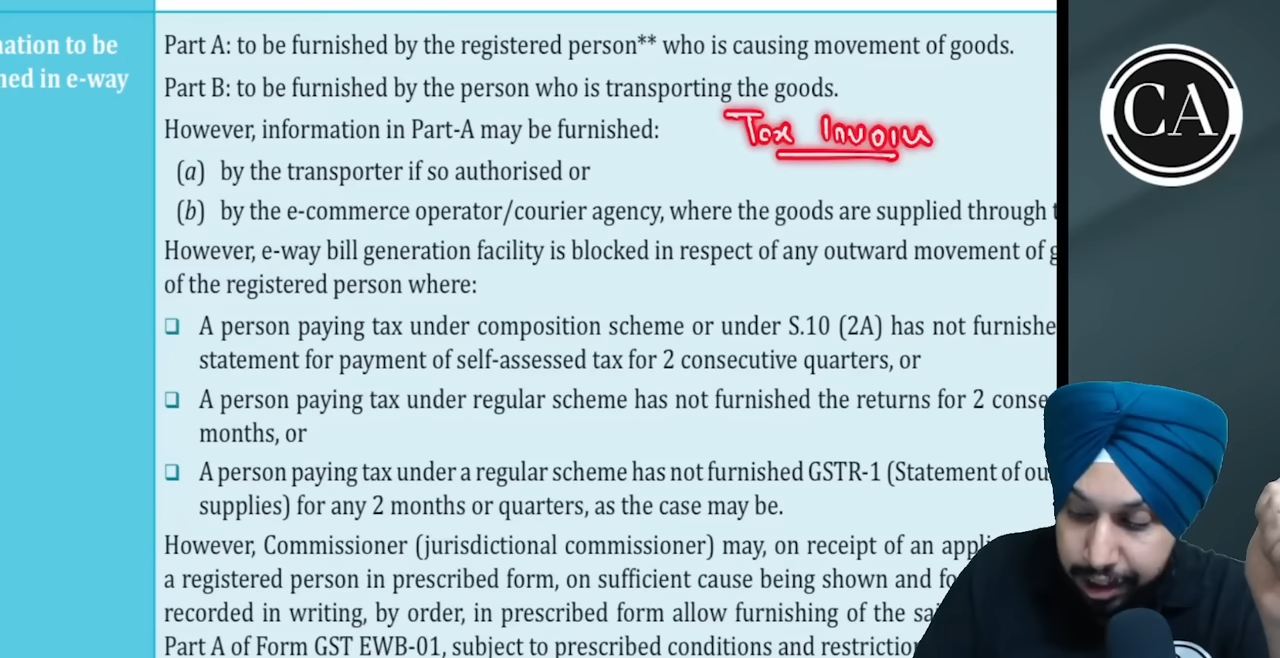 ation to be
ned in e-way
Part A: to be furnished by the registered person** who is causing movement of goods.
Part B: to be furnished by the person who is transporting the goods.
However, information in Part-A may be furnished:
Tax Invoice
(a) by the transporter if so authorised or
(b) by the e-commerce operator/courier agency, where the goods are supplied through
However, e-way bill generation facility is blocked in respect of any outward movement of
of the registered person where:
❑ A person paying tax under composition scheme or under S.10 (2A) has not furnishe
statement for payment of self-assessed tax for 2 consecutive quarters, or
❑ A person paying tax under regular scheme has not furnished the returns for 2 conse
months, or
❑ A person paying tax under a regular scheme has not furnished GSTR-1 (Statement of ou
supplies) for any 2 months or quarters, as the case may be.
However, Commissioner (jurisdictional commissioner) may, on receipt of an appl
a registered person in prescribed form, on sufficient cause being shown and fo
recorded in writing, by order, in prescribed form allow furnishing of the sa
Part A of Form GST EWB-01, subject to prescribed conditions and restriction
CA